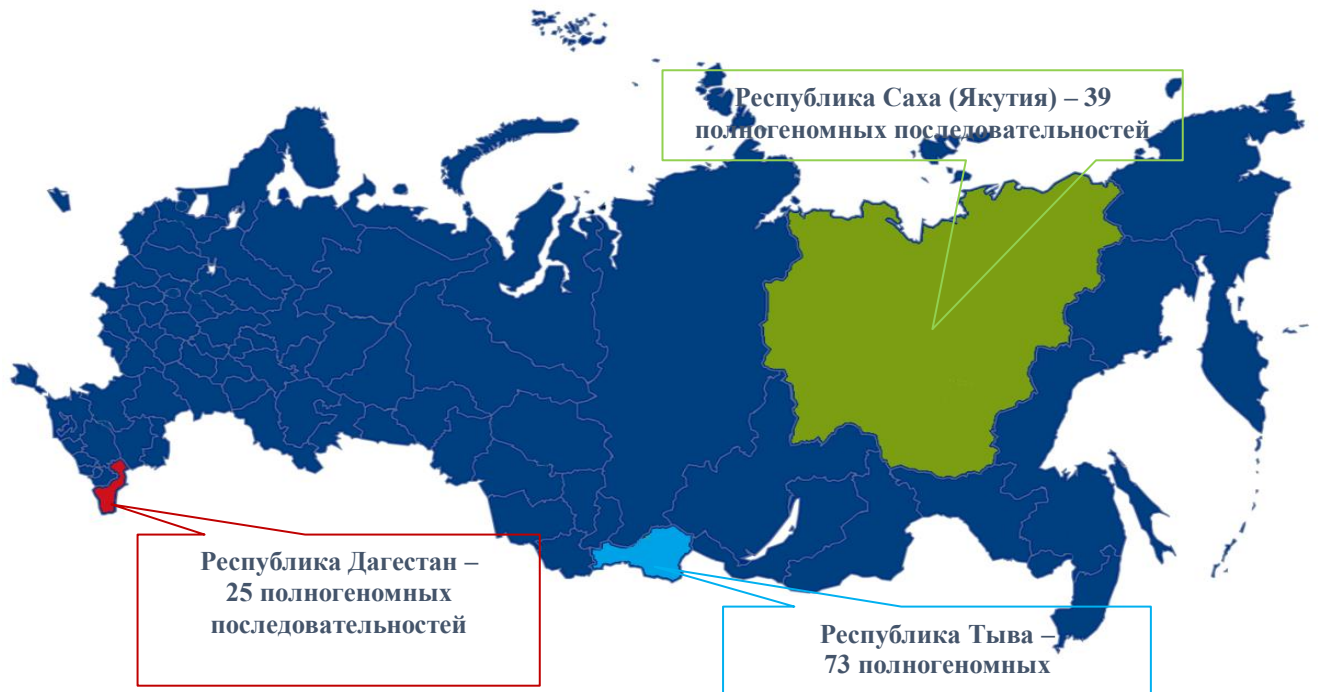 Республика Саха (Якутия) – 39
полногеномных последовательностей
Республика Дагестан –
25 полногеномных
последовательностей
Республика Тыва –
73 полногеномных